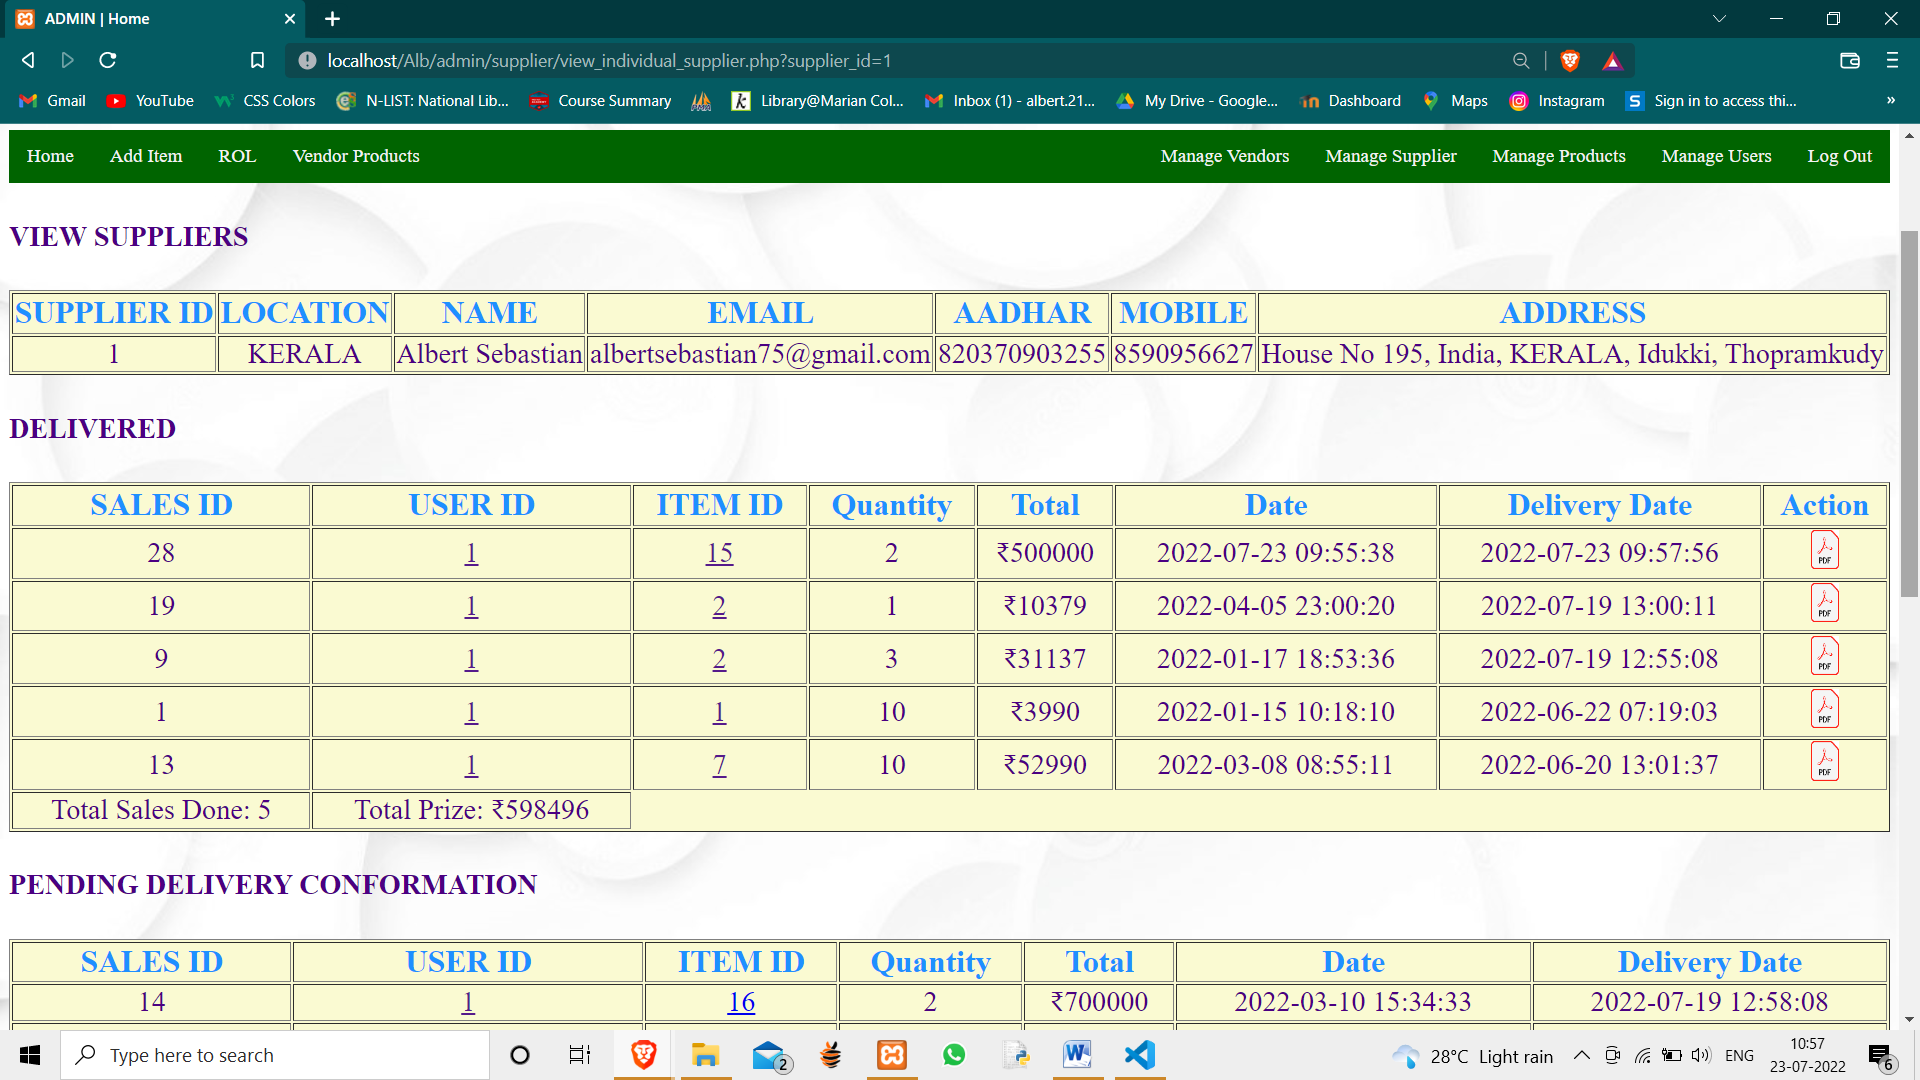 ADMIN | Home
localhost/Alb/admin/supplier/view_individual_supplier.php?supplier_id=1
Gmail YouTube CSS Colors N-LIST: National Lib... Course Summary Library@Marian Col... Inbox (1) - albert.21... My Drive - Google... Dashboard Maps Instagram Sign in to access thi... »
Home Add Item ROL Vendor Products Manage Vendors Manage Supplier Manage Products Manage Users Log Out
VIEW SUPPLIERS
SUPPLIER ID LOCATION NAME EMAIL AADHAR MOBILE ADDRESS
1 KERALA Albert Sebastian albertsebastian75@gmail.com 820370903255 8590956627 House No 195, India, KERALA, Idukki, Thopramkudy
DELIVERED
SALES ID USER ID ITEM ID Quantity Total Date Delivery Date Action
28 1 15 2 ₹500000 2022-07-23 09:55:38 2022-07-23 09:57:56 PDF
19 1 2 1 ₹10379 2022-04-05 23:00:20 2022-07-19 13:00:11 PDF
9 1 2 3 ₹31137 2022-01-17 18:53:36 2022-07-19 12:55:08 PDF
1 1 1 10 ₹3990 2022-01-15 10:18:10 2022-06-22 07:19:03 PDF
13 1 7 10 ₹52990 2022-03-08 08:55:11 2022-06-20 13:01:37 PDF
Total Sales Done: 5 Total Prize: ₹598496
PENDING DELIVERY CONFORMATION
SALES ID USER ID ITEM ID Quantity Total Date Delivery Date
14 1 16 2 ₹700000 2022-03-10 15:34:33 2022-07-19 12:58:08
Type here to search 2 28°C Light rain ENG 10:57
23-07-2022 6